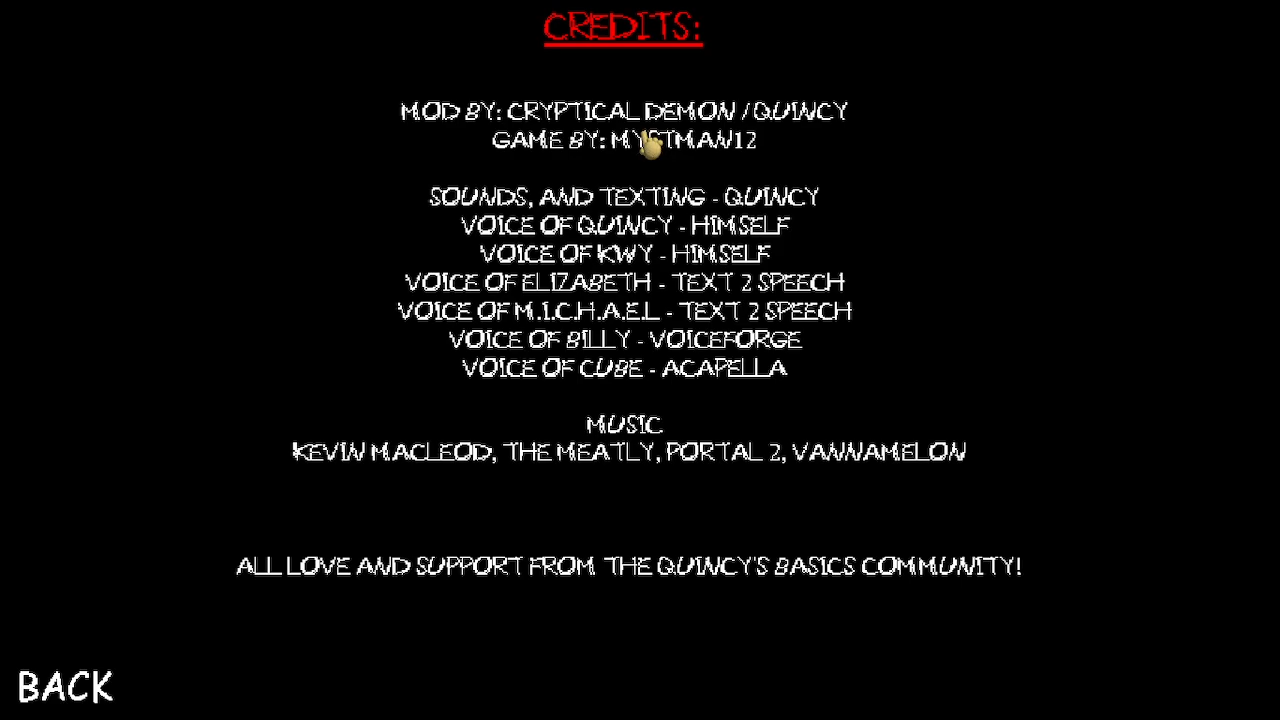 CREDITS:
MOD BY: CRYPTICAL DEMON / QUINCY
GAME BY: MYSTMAN12
SOUNDS, AND TEXTING - QUINCY
VOICE OF QUINCY - HIMSELF
VOICE OF KWY - HIMSELF
VOICE OF ELIZABETH - TEXT 2 SPEECH
VOICE OF M.I.C.H.A.E.L - TEXT 2 SPEECH
VOICE OF BILLY - VOICEFORGE
VOICE OF CUBE - ACAPELLA
MUSIC
KEVIN MACLEOD, THE MEATLY, PORTAL 2, VANNAMELON
ALL LOVE AND SUPPORT FROM THE QUINCY'S BASICS COMMUNITY!
BACK